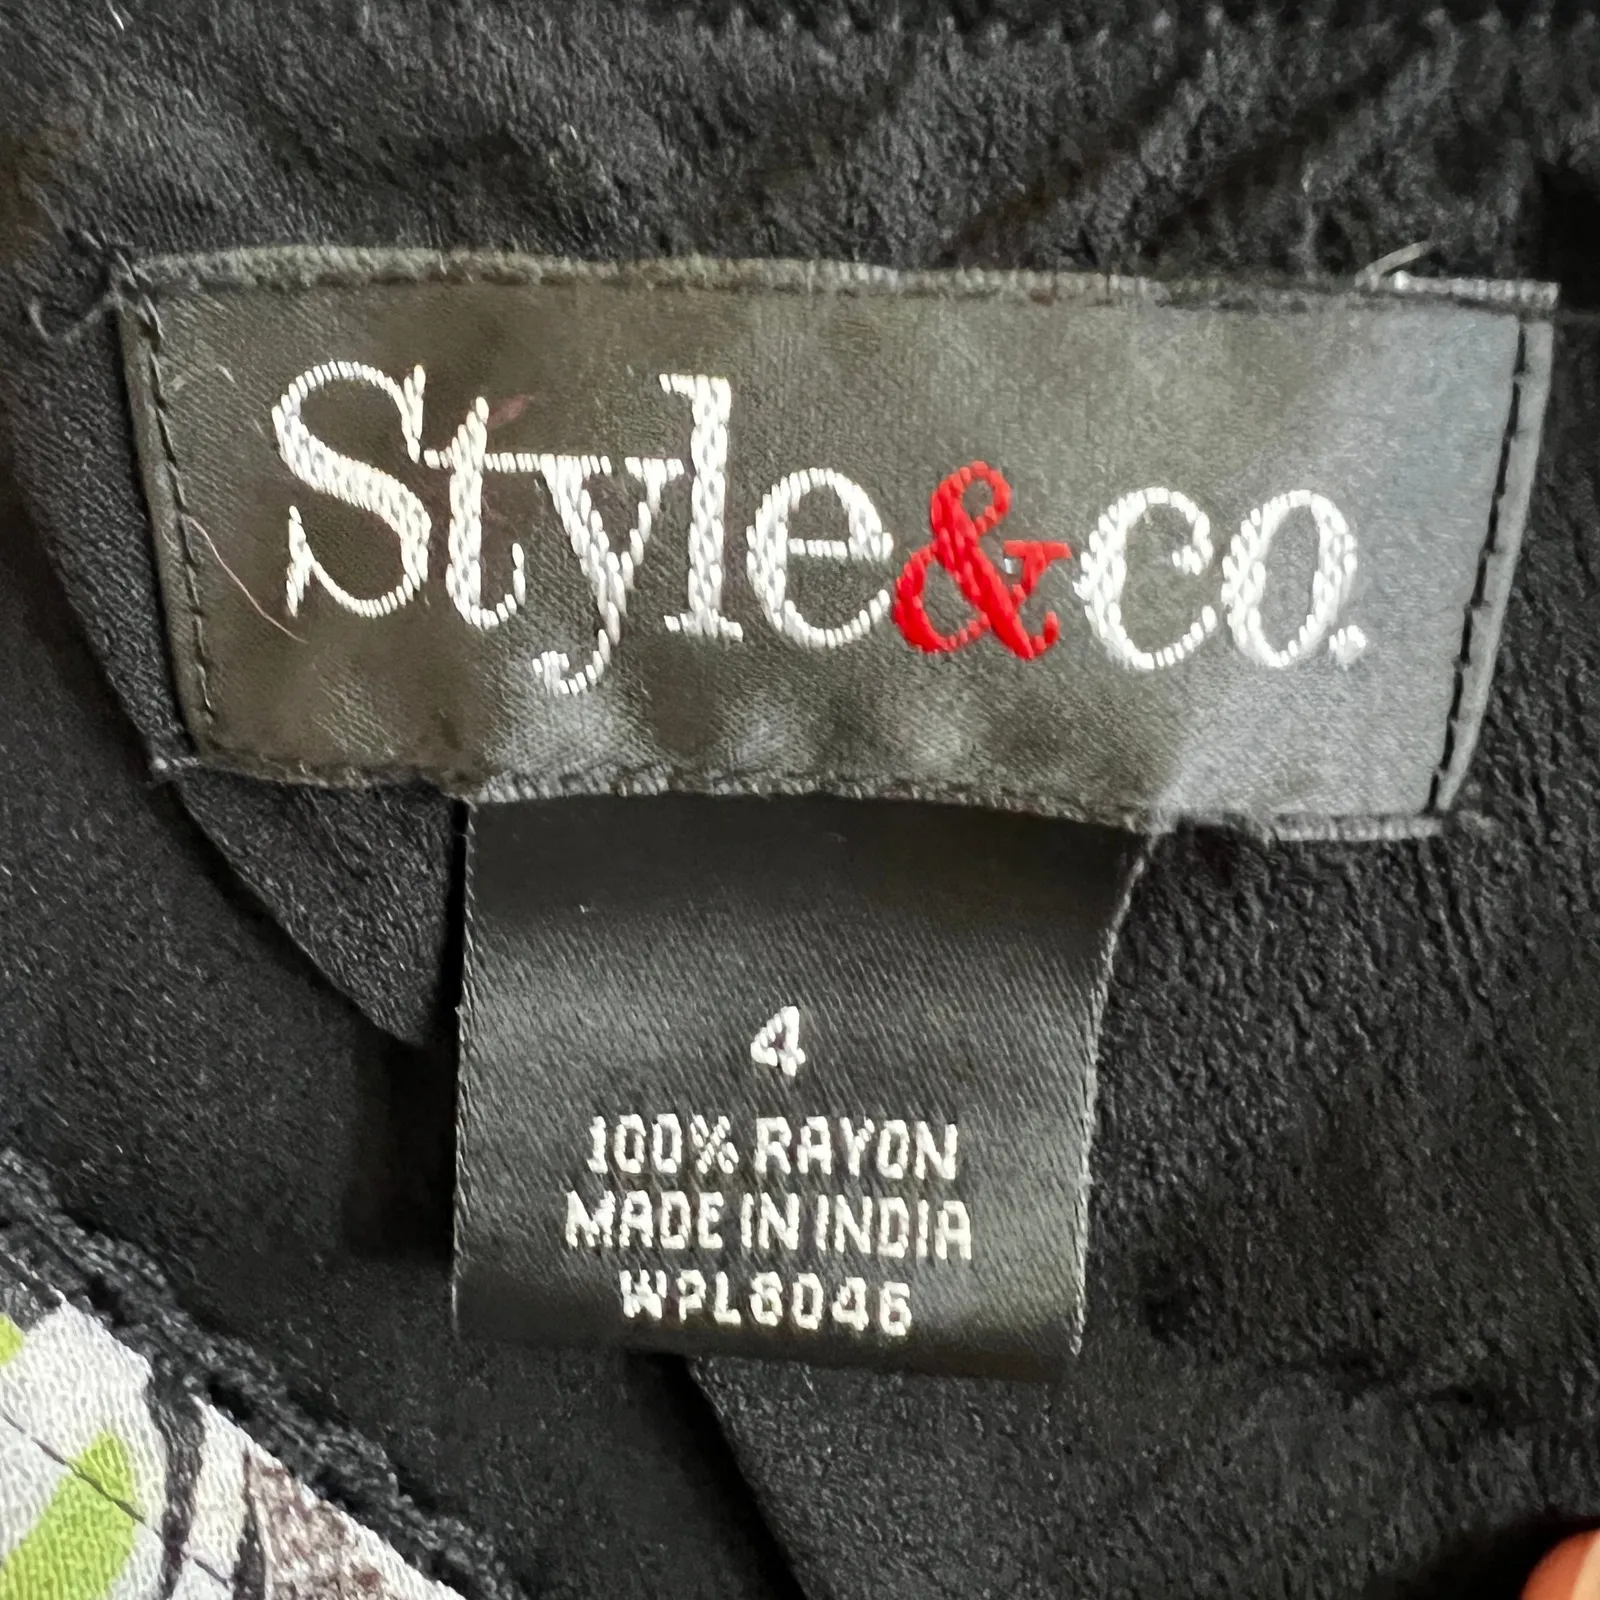 Style&co.
4
100% RAYON
MADE IN INDIA
WPL8046